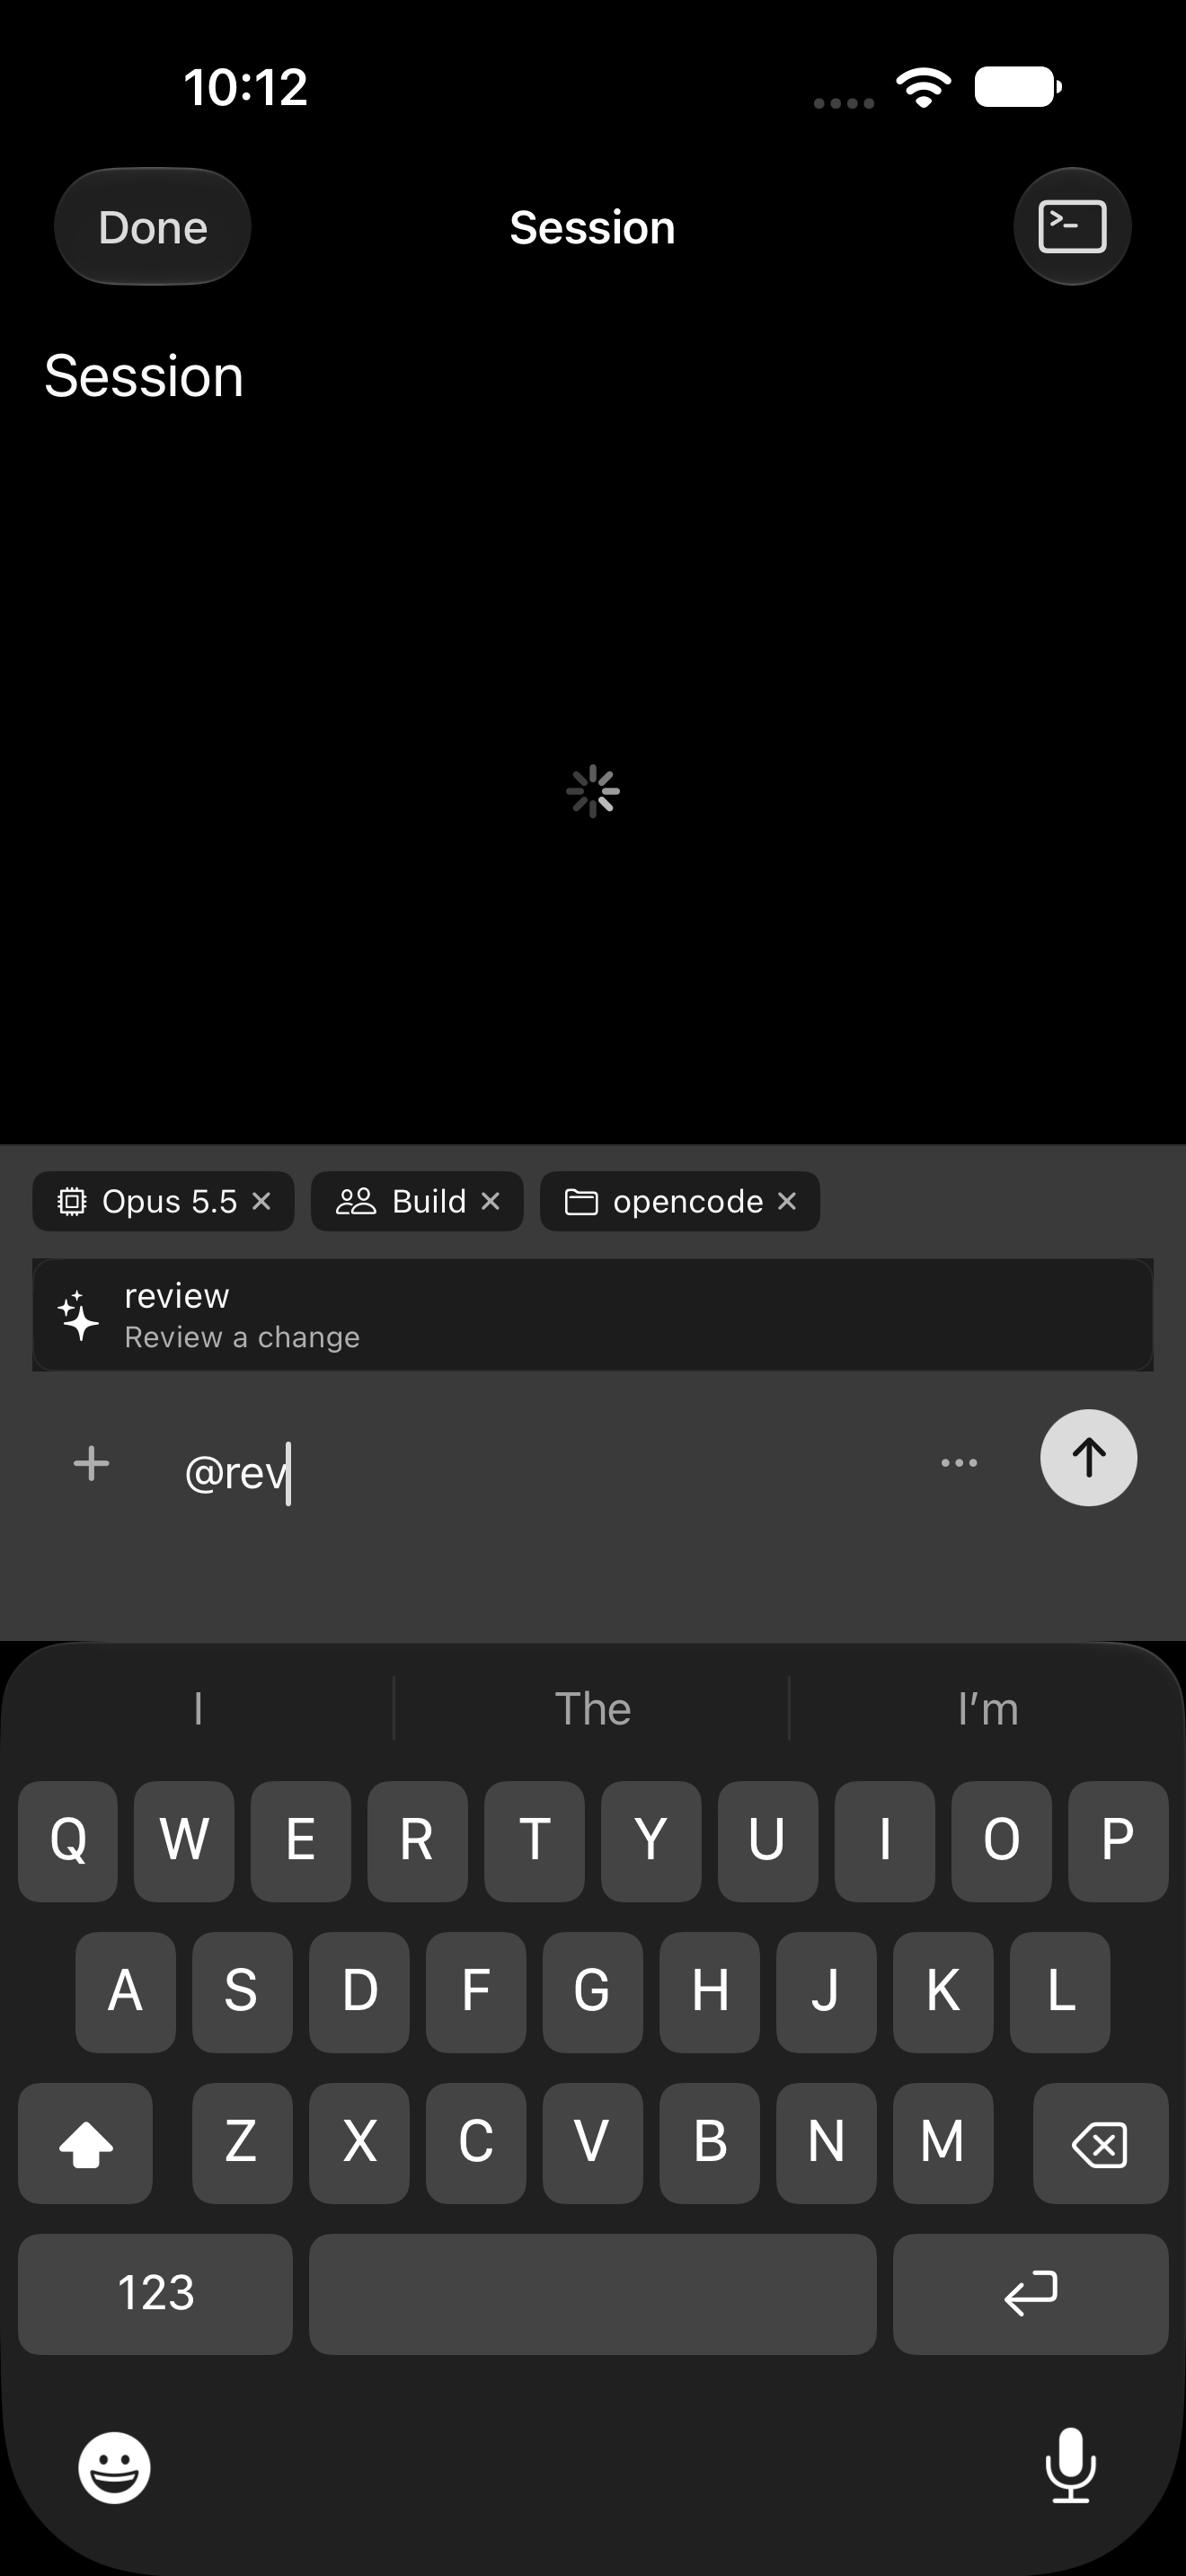 10:12
Done
Session
Session
Opus 5.5
Build
opencode
review
Review a change
@rev
I
The
I’m
Q W E R T Y U I O P
A S D F G H J K L
Z X C V B N M
123